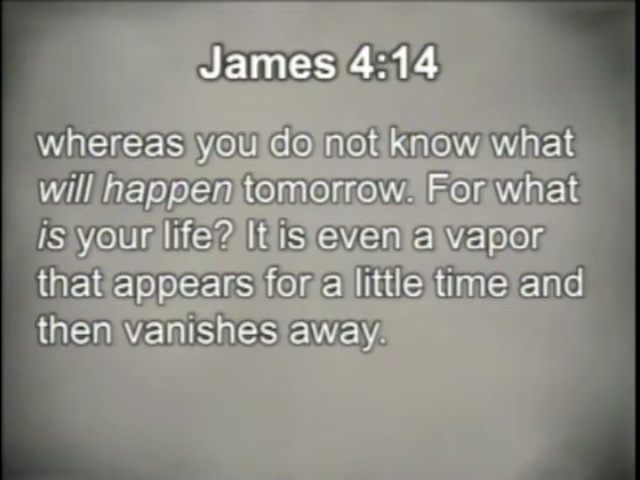 James 4:14
whereas you do not know what
will happen tomorrow. For what
is your life? It is even a vapor
that appears for a little time and
then vanishes away.